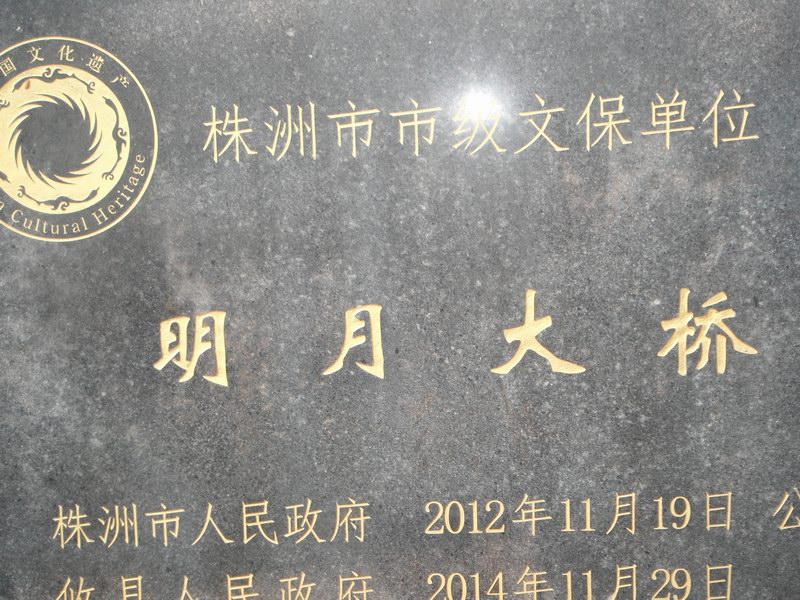 国文化遗产
a Cultural Heritage
株洲市市级文保单位
明月大桥
株洲市人民政府 2012年11月19日 公
攸县人民政府 2014年11月29日